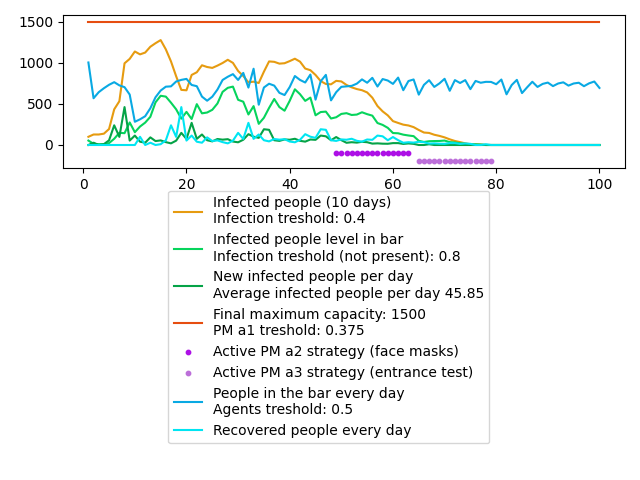 1500
1000
500
0
0
20
40
60
80
100
Infected people (10 days)
Infection treshold: 0.4
Infected people level in bar
Infection treshold (not present): 0.8
New infected people per day
Average infected people per day 45.85
Final maximum capacity: 1500
PM a1 treshold: 0.375
Active PM a2 strategy (face masks)
Active PM a3 strategy (entrance test)
People in the bar every day
Agents treshold: 0.5
Recovered people every day